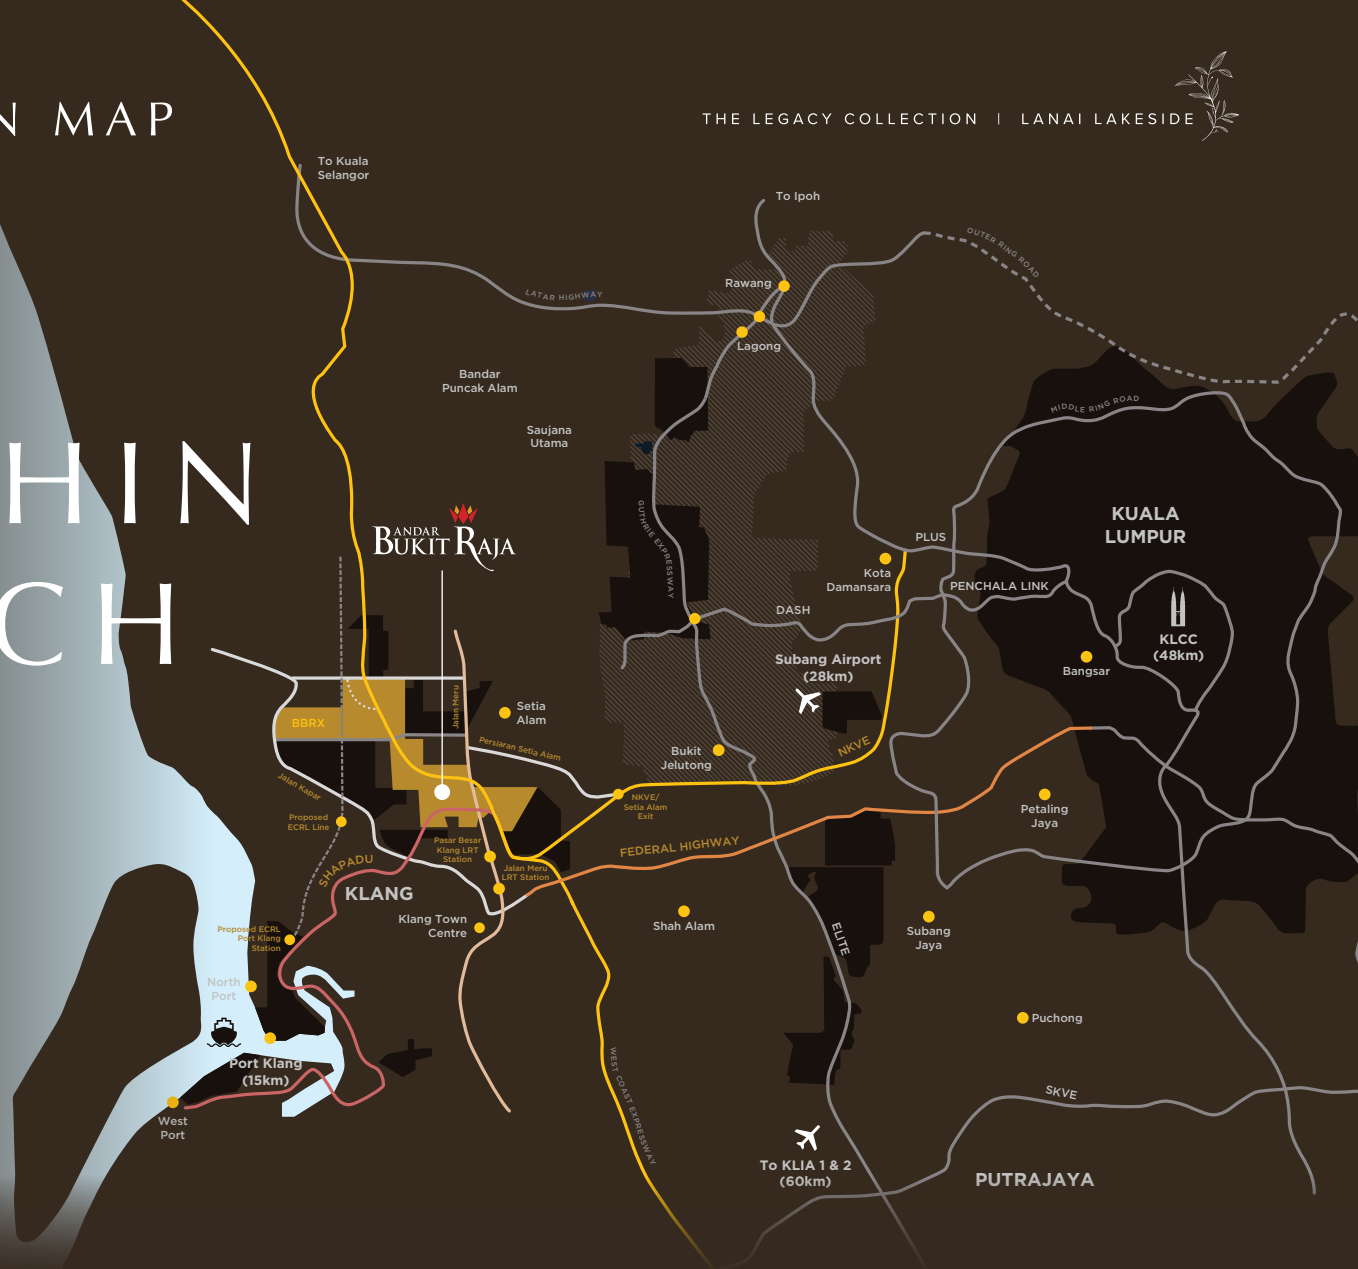 N MAP
THE LEGACY COLLECTION | LANAI LAKESIDE
To Kuala
Selangor
To Ipoh
OUTER RING ROAD
Rawang
LATAR HIGHWAY
Lagong
Bandar
Puncak Alam
MIDDLE RING ROAD
Saujana
Utama
HIN
BANDAR
BUKIT RAJA
GUTHRIE EXPRESSWAY
KUALA
LUMPUR
PLUS
Kota
Damansara
PENCHALA LINK
CH
DASH
KLCC
(48km)
Subang Airport
(28km)
Bangsar
Jalan Meru
Setia
Alam
BBRX
Persiaran Setia Alam
Bukit
Jelutong
NKVE
Jalan Kapar
NKVE/
Setia Alam
Exit
Petaling
Jaya
Proposed
ECRL Line
Pasar Besar
Klang LRT
Station
FEDERAL HIGHWAY
SHAPADU
Jalan Meru
LRT Station
KLANG
Klang Town
Centre
Shah Alam
ELITE
Subang
Jaya
Proposed ECRL
Port Klang
Station
North
Port
Puchong
Port Klang
(15km)
WEST COAST EXPRESSWAY
SKVE
West
Port
To KLIA 1 & 2
(60km)
PUTRAJAYA